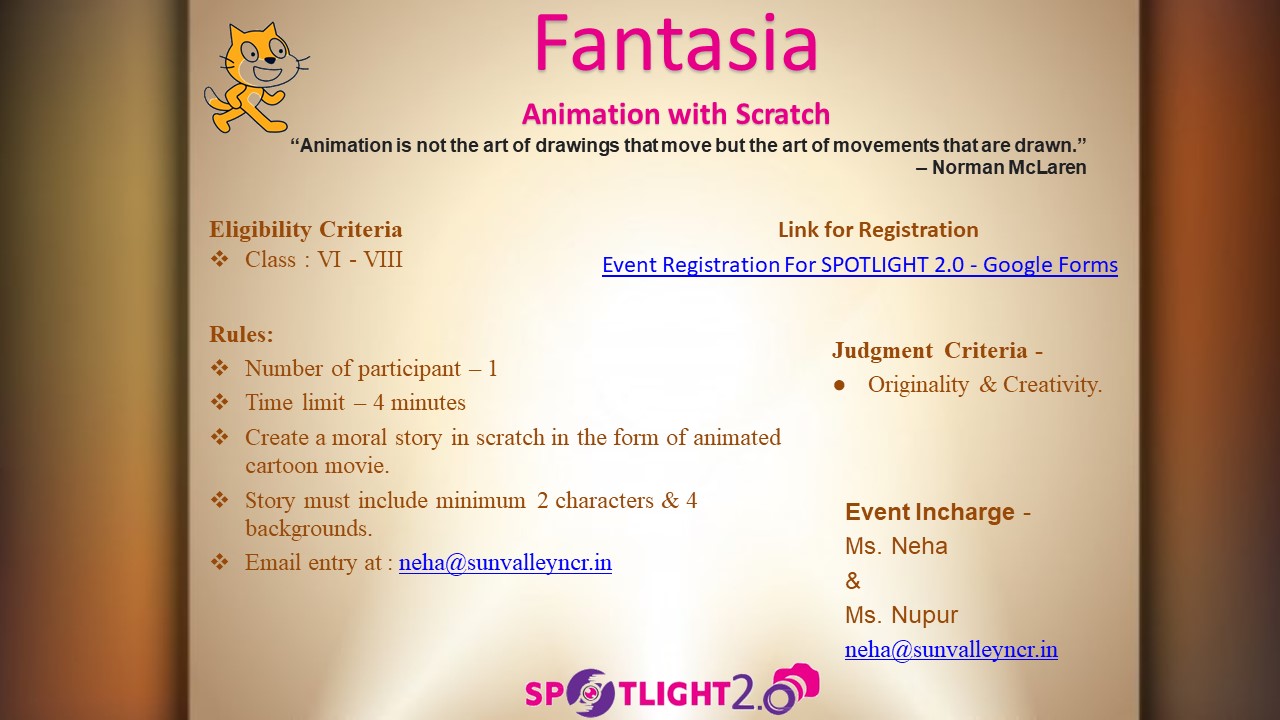 Fantasia
Animation with Scratch
“Animation is not the art of drawings that move but the art of movements that are drawn.”
– Norman McLaren
Eligibility Criteria
❖ Class : VI - VIII
Link for Registration
Event Registration For SPOTLIGHT 2.0 - Google Forms
Rules:
❖ Number of participant – 1
❖ Time limit – 4 minutes
❖ Create a moral story in scratch in the form of animated
cartoon movie.
❖ Story must include minimum 2 characters & 4
backgrounds.
❖ Email entry at : neha@sunvalleyncr.in
Judgment Criteria -
● Originality & Creativity.
Event Incharge -
Ms. Neha
&
Ms. Nupur
neha@sunvalleyncr.in
SPOTLIGHT 2.0